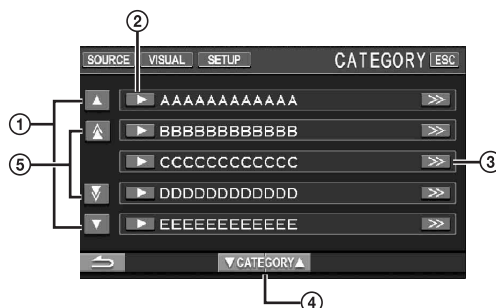 ②
SOURCE VISUAL SETUP CATEGORY ESC
① AAAAAAAAAAAA
BBBBBBBBBBBB
⑤ CCCCCCCCCCCC ③
DDDDDDDDDDDD
EEEEEEEEEEEE
▼CATEGORY▲
④